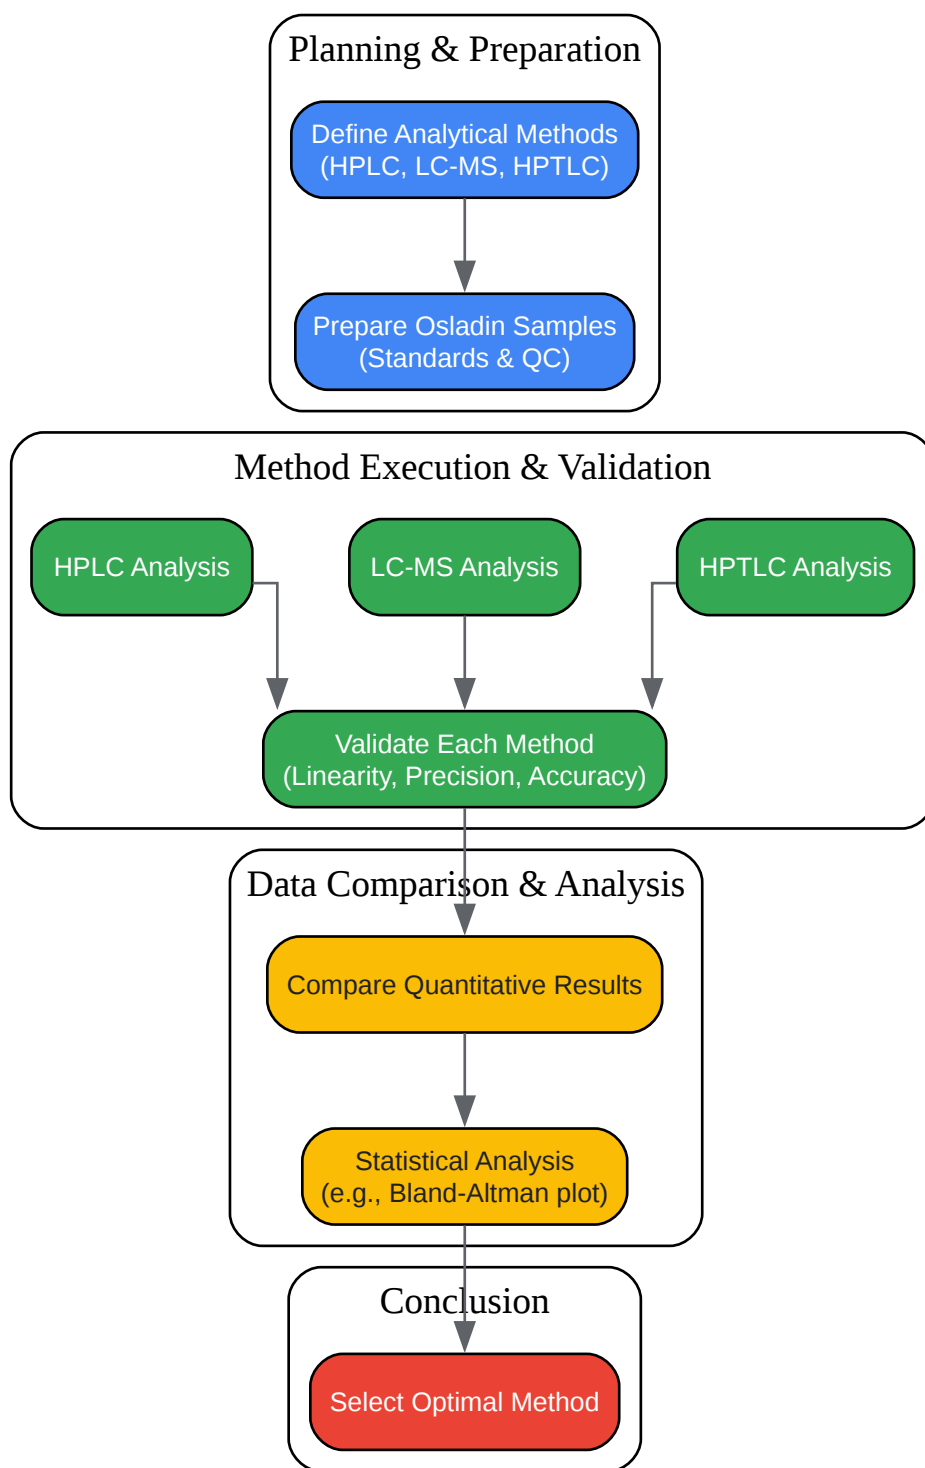 Planning & Preparation
Define Analytical Methods
(HPLC, LC-MS, HPTLC)
Prepare Osladin Samples
(Standards & QC)
Method Execution & Validation
HPLC Analysis
LC-MS Analysis
HPTLC Analysis
Validate Each Method
(Linearity, Precision, Accuracy)
Data Comparison & Analysis
Compare Quantitative Results
Statistical Analysis
(e.g., Bland-Altman plot)
Conclusion
Select Optimal Method